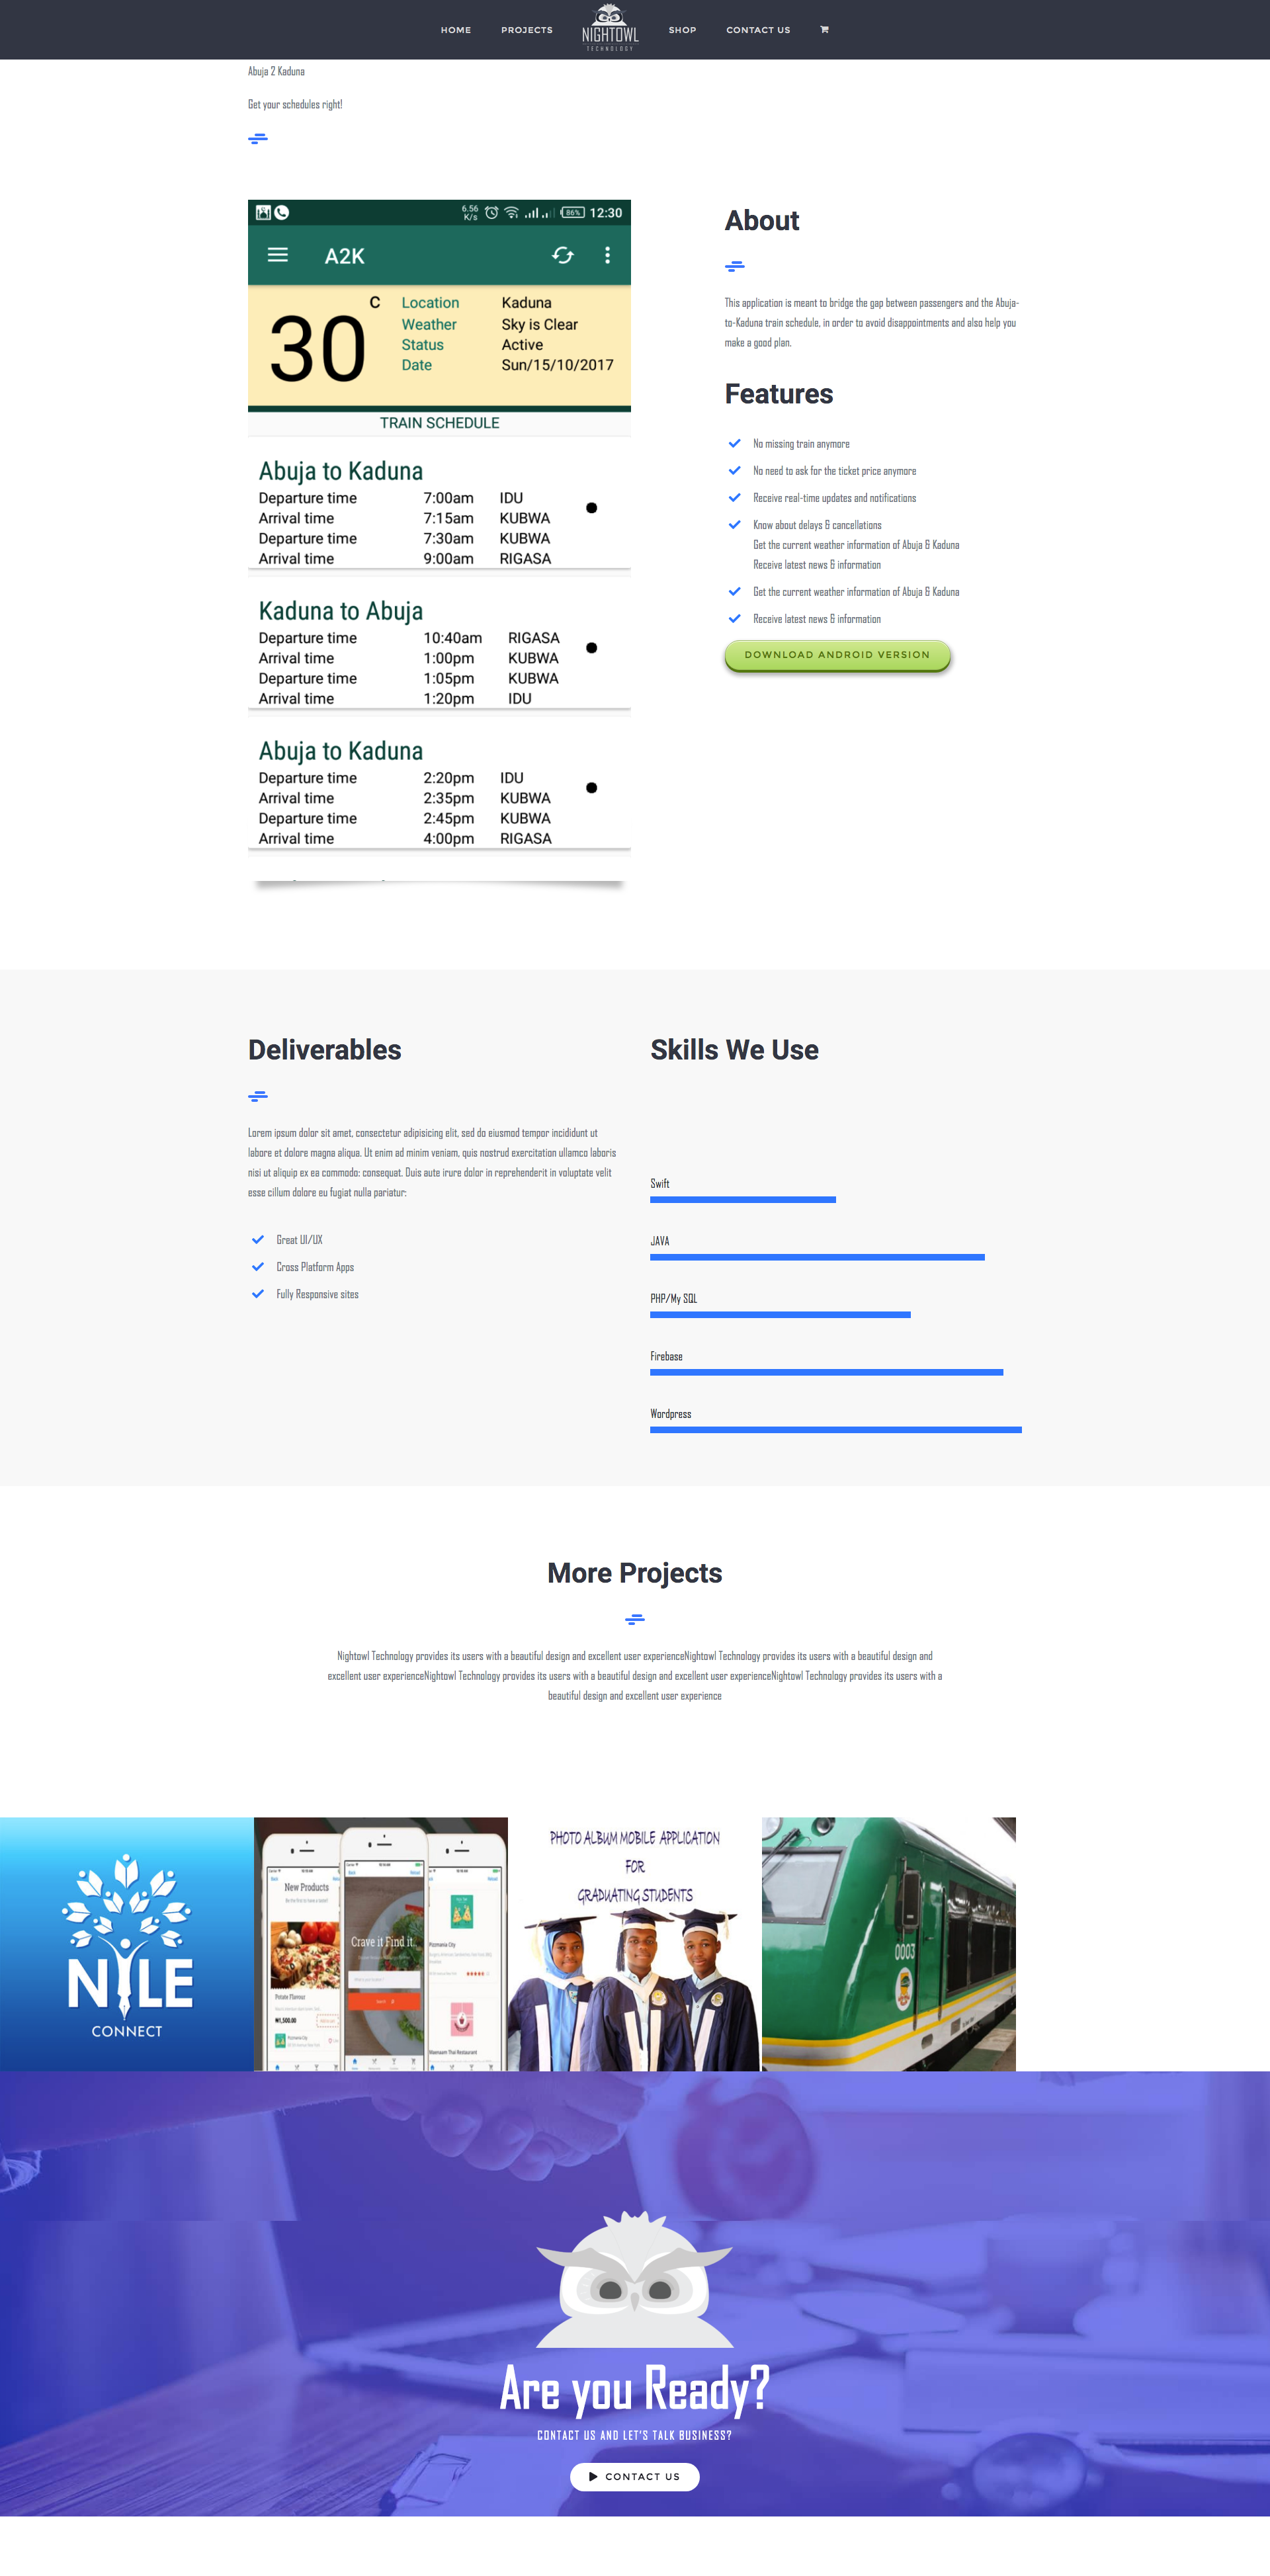 HOME PROJECTS NIGHTOWL TECHNOLOGY SHOP CONTACT US
Abuja 2 Kaduna
Get your schedules right!
6.56 K/s 86% 12:30
A2K
30 C
Location Kaduna
Weather Sky is Clear
Status Active
Date Sun/15/10/2017
TRAIN SCHEDULE
Abuja to Kaduna
Departure time 7:00am IDU
Arrival time 7:15am KUBWA
Departure time 7:30am KUBWA
Arrival time 9:00am RIGASA
Kaduna to Abuja
Departure time 10:40am RIGASA
Arrival time 1:00pm KUBWA
Departure time 1:05pm KUBWA
Arrival time 1:20pm IDU
Abuja to Kaduna
Departure time 2:20pm IDU
Arrival time 2:35pm KUBWA
Departure time 2:45pm KUBWA
Arrival time 4:00pm RIGASA
About
This application is meant to bridge the gap between passengers and the Abuja-
to-Kaduna train schedule, in order to avoid disappointments and also help you
make a good plan.
Features
No missing train anymore
No need to ask for the ticket price anymore
Receive real-time updates and notifications
Know about delays & cancellations
Get the current weather information of Abuja & Kaduna
Receive latest news & information
Get the current weather information of Abuja & Kaduna
Receive latest news & information
DOWNLOAD ANDROID VERSION
Deliverables
Lorem ipsum dolor sit amet, consectetur adipisicing elit, sed do eiusmod tempor incididunt ut
labore et dolore magna aliqua. Ut enim ad minim veniam, quis nostrud exercitation ullamco laboris
nisi ut aliquip ex ea commodo: consequat. Duis aute irure dolor in reprehenderit in voluptate velit
esse cillum dolore eu fugiat nulla pariatur:
Great UI/UX
Cross Platform Apps
Fully Responsive sites
Skills We Use
Swift
JAVA
PHP/My SQL
Firebase
Wordpress
More Projects
Nightowl Technology provides its users with a beautiful design and excellent user experienceNightowl Technology provides its users with a beautiful design and
excellent user experienceNightowl Technology provides its users with a beautiful design and excellent user experienceNightowl Technology provides its users with a
beautiful design and excellent user experience
NILE
CONNECT
New Products
Potato Flavour
₦1,500.00
Pizzmania City
Crave it Find it.
Search
Pizzmania City
PHOTO ALBUM MOBILE APPLICATION
FOR
GRADUATING STUDENTS
0003
Are you Ready?
CONTACT US AND LET'S TALK BUSINESS?
CONTACT US